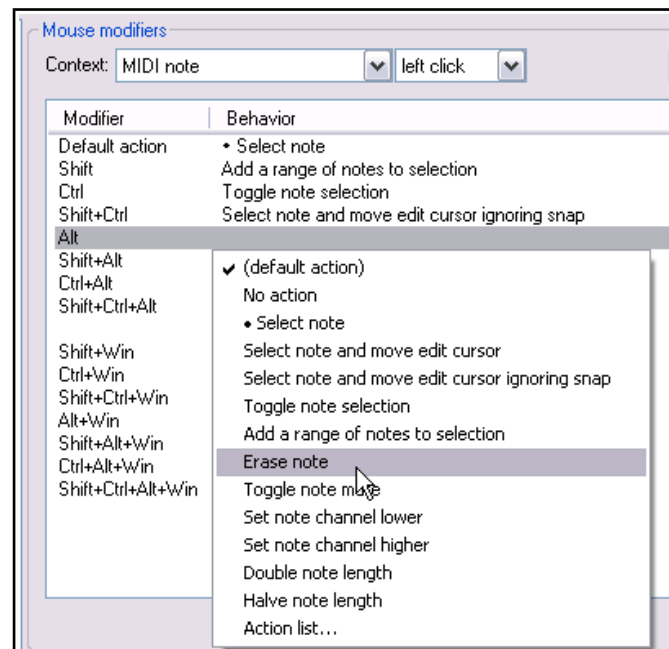 Mouse modifiers
Context: MIDI note left click
Modifier Behavior
Default action • Select note
Shift Add a range of notes to selection
Ctrl Toggle note selection
Shift+Ctrl Select note and move edit cursor ignoring snap
Alt
Shift+Alt
Ctrl+Alt
Shift+Ctrl+Alt
Shift+Win
Ctrl+Win
Shift+Ctrl+Win
Alt+Win
Shift+Alt+Win
Ctrl+Alt+Win
Shift+Ctrl+Alt+Win
✓ (default action)
No action
• Select note
Select note and move edit cursor
Select note and move edit cursor ignoring snap
Toggle note selection
Add a range of notes to selection
Erase note
Toggle note mute
Set note channel lower
Set note channel higher
Double note length
Halve note length
Action list...